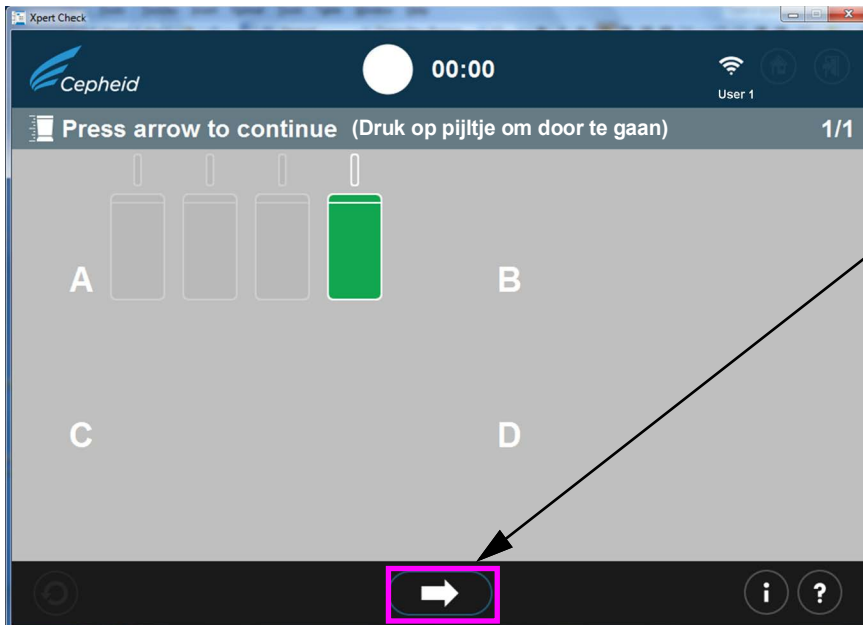 Xpert Check
Cepheid
00:00
User 1
Press arrow to continue (Druk op pijltje om door te gaan) 1/1
A
B
C
D
i ?